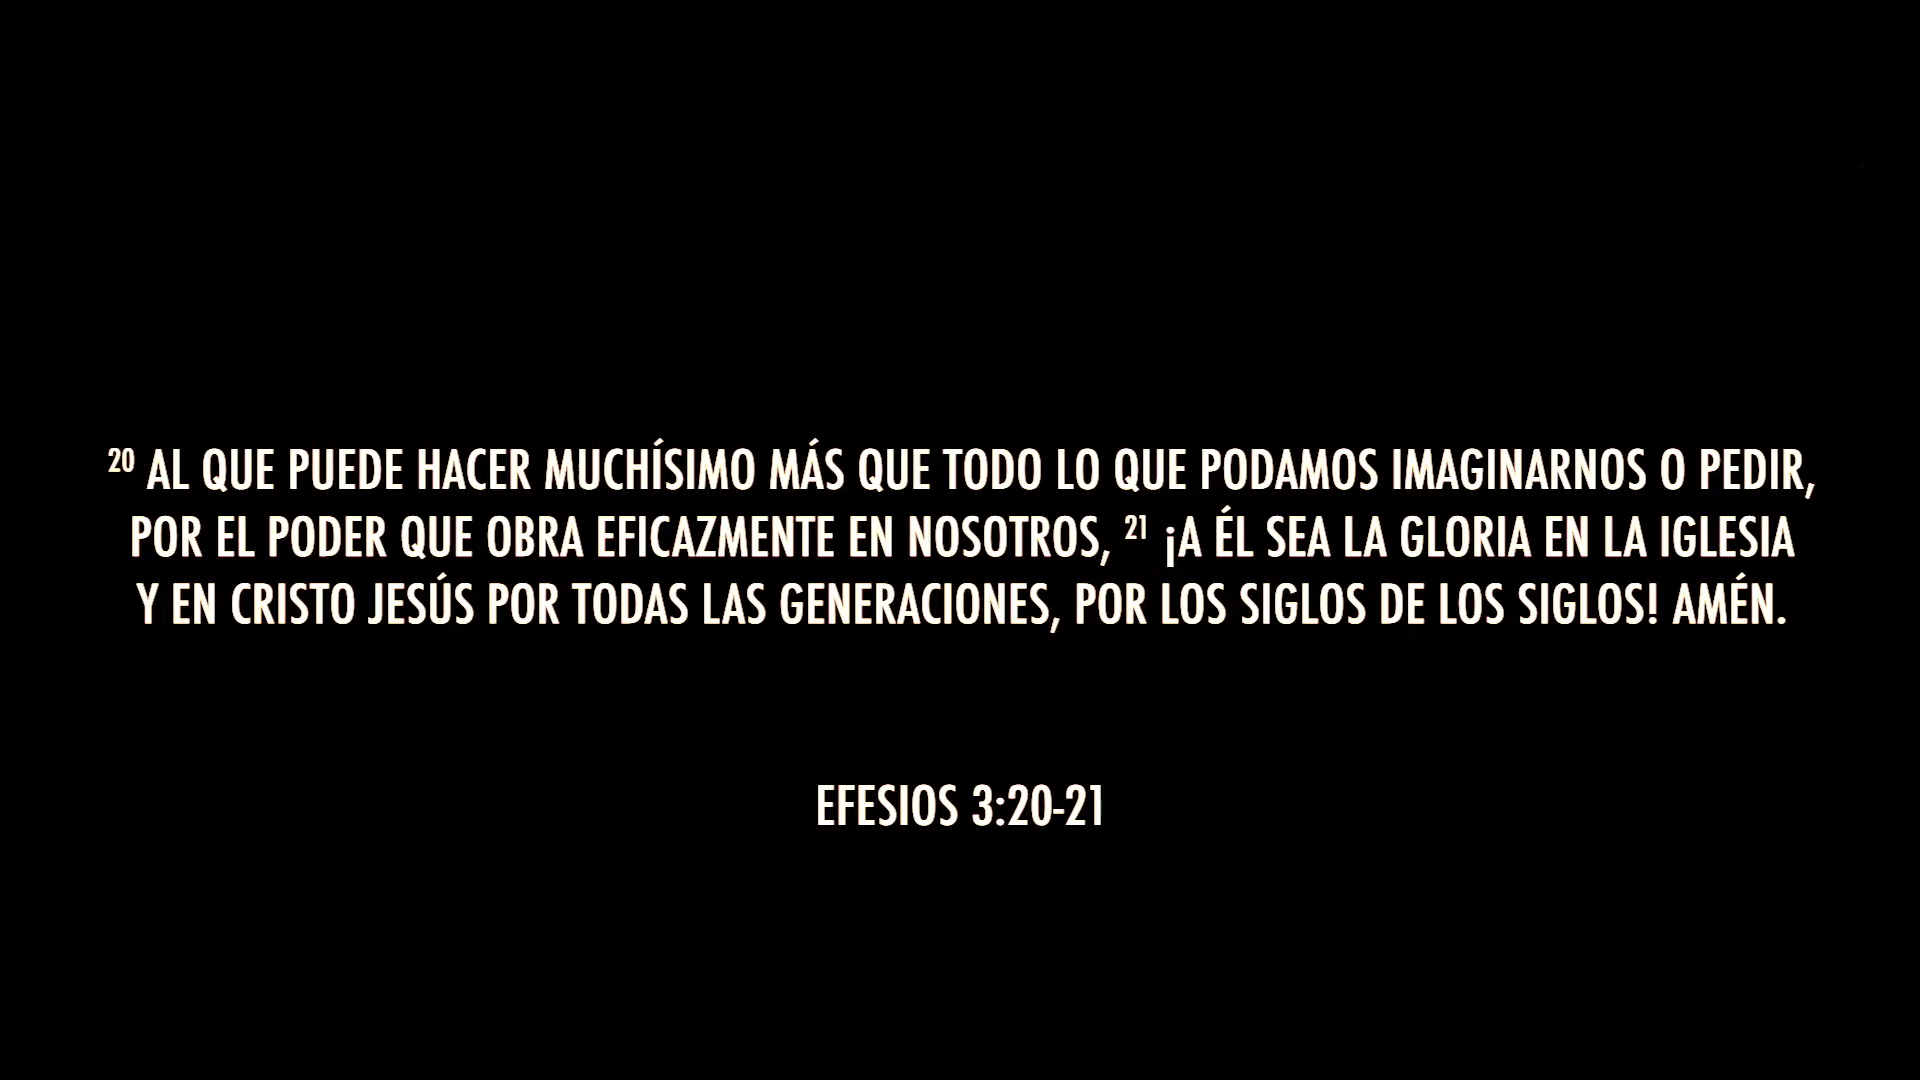 20 AL QUE PUEDE HACER MUCHÍSIMO MÁS QUE TODO LO QUE PODAMOS IMAGINARNOS O PEDIR,
POR EL PODER QUE OBRA EFICAZMENTE EN NOSOTROS, 21 ¡A ÉL SEA LA GLORIA EN LA IGLESIA
Y EN CRISTO JESÚS POR TODAS LAS GENERACIONES, POR LOS SIGLOS DE LOS SIGLOS! AMÉN.
EFESIOS 3:20-21